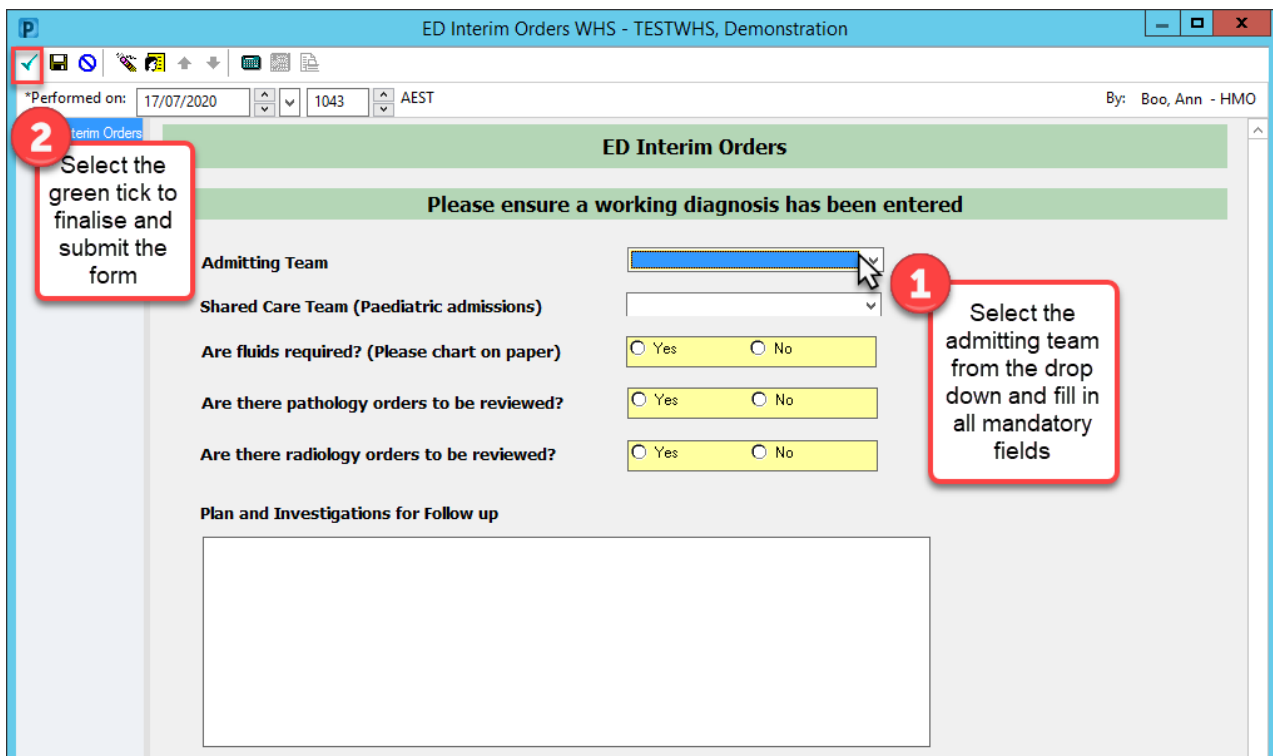 P
ED Interim Orders WHS - TESTWHS, Demonstration
*Performed on: 17/07/2020 1043 AEST By: Boo, Ann - HMO
terim Orders
2
Select the
green tick to
finalise and
submit the
form
ED Interim Orders
Please ensure a working diagnosis has been entered
Admitting Team
1
Select the
admitting team
from the drop
down and fill in
all mandatory
fields
Shared Care Team (Paediatric admissions)
Are fluids required? (Please chart on paper) Yes No
Are there pathology orders to be reviewed? Yes No
Are there radiology orders to be reviewed? Yes No
Plan and Investigations for Follow up